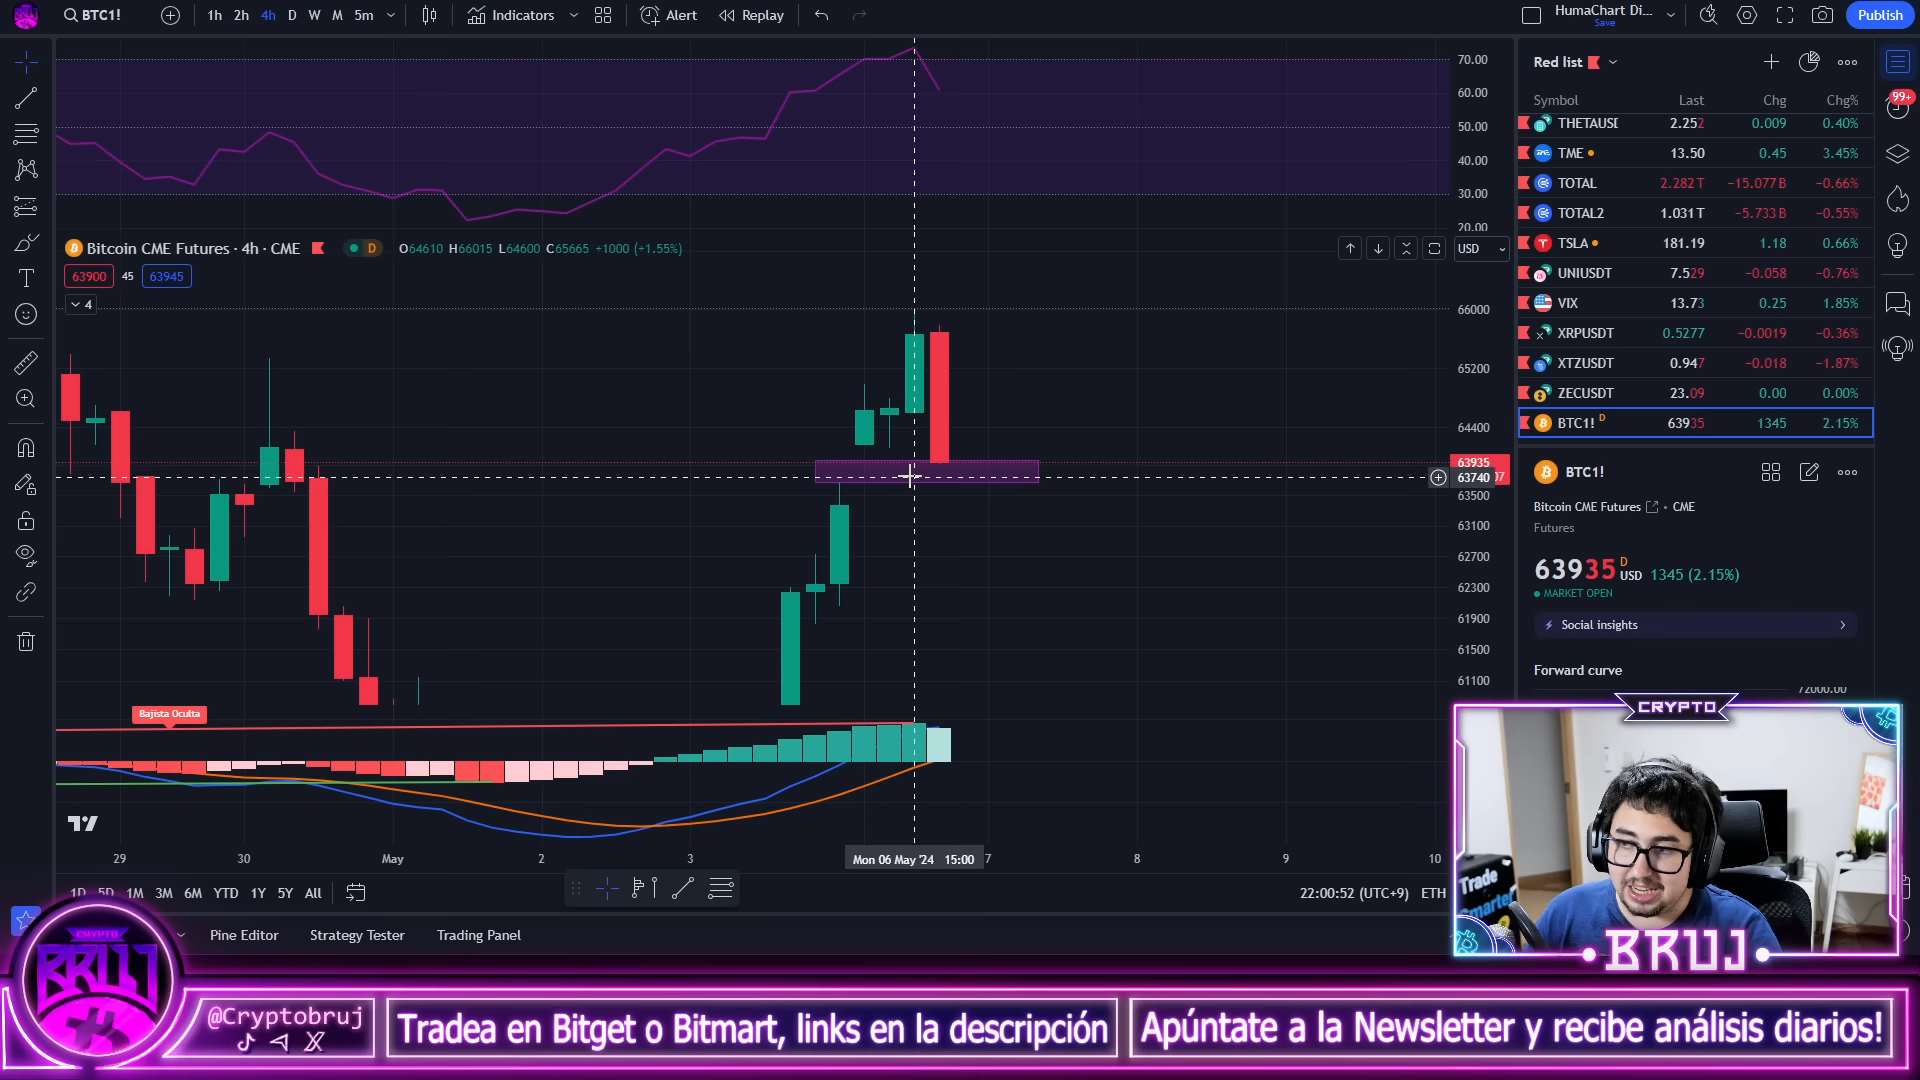 BTC1!
1h 2h 4h D W M 5m
Indicators
Alert
Replay
HumaChart Di...
Save
Publish
70.00
60.00
50.00
40.00
30.00
20.00
Bitcoin CME Futures · 4h · CME
D
O64610 H66015 L64600 C65665 +1000 (+1.55%)
USD
63900 45 63945
4
66000
65200
64400
63935
63740
63500
63100
62700
62300
61900
61500
61100
Bajista Oculta
29 30 May 2 3 7 8 9 10
Mon 06 May '24 15:00
1D 5D 1M 3M 6M YTD 1Y 5Y All
22:00:52 (UTC+9) ETH
Pine Editor
Strategy Tester
Trading Panel
Red list
99+
Symbol Last Chg Chg%
THETAUSD 2.252 0.009 0.40%
TME 13.50 0.45 3.45%
TOTAL 2.282 T −15.077 B −0.66%
TOTAL2 1.031 T −5.733 B −0.55%
TSLA 181.19 1.18 0.66%
UNIUSDT 7.529 −0.058 −0.76%
VIX 13.73 0.25 1.85%
XRPUSDT 0.5277 −0.0019 −0.36%
XTZUSDT 0.947 −0.018 −1.87%
ZECUSDT 23.09 0.00 0.00%
BTC1! D 63935 1345 2.15%
BTC1!
Bitcoin CME Futures · CME
Futures
63935 D USD 1345 (2.15%)
MARKET OPEN
Social insights
Forward curve
72000.00
CRYPTO
Trade
Smarter
BRUJ
CRYPTO
BRUJ
@Cryptobruj
Tradea en Bitget o Bitmart, links en la descripción
Apúntate a la Newsletter y recibe análisis diarios!